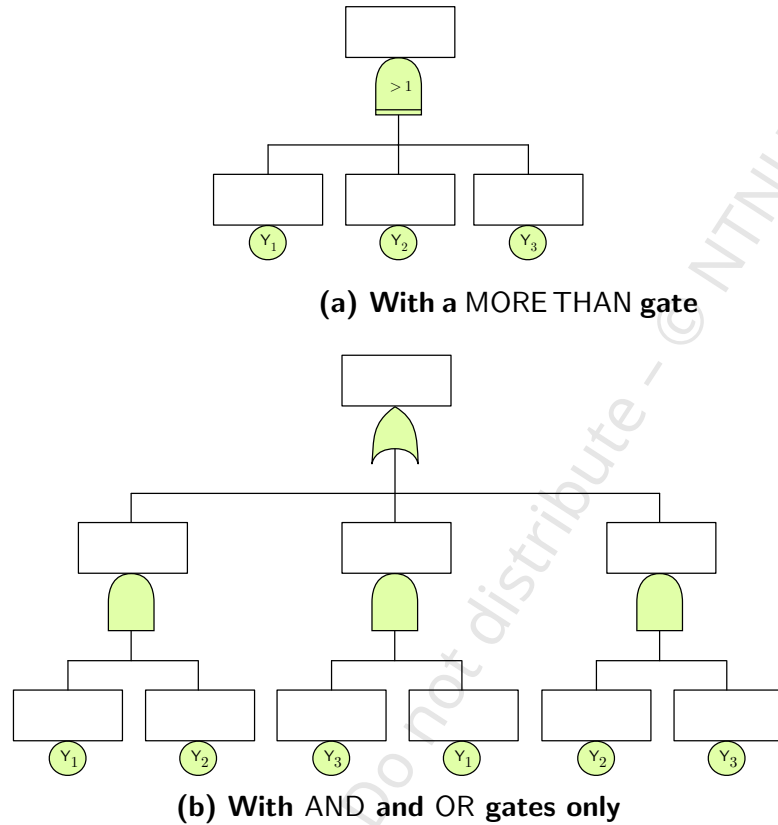 > 1
Y1 Y2 Y3
(a) With a MORE THAN gate
Y1 Y2 Y3 Y1 Y2 Y3
(b) With AND and OR gates only
Do not distribute – © NTNU